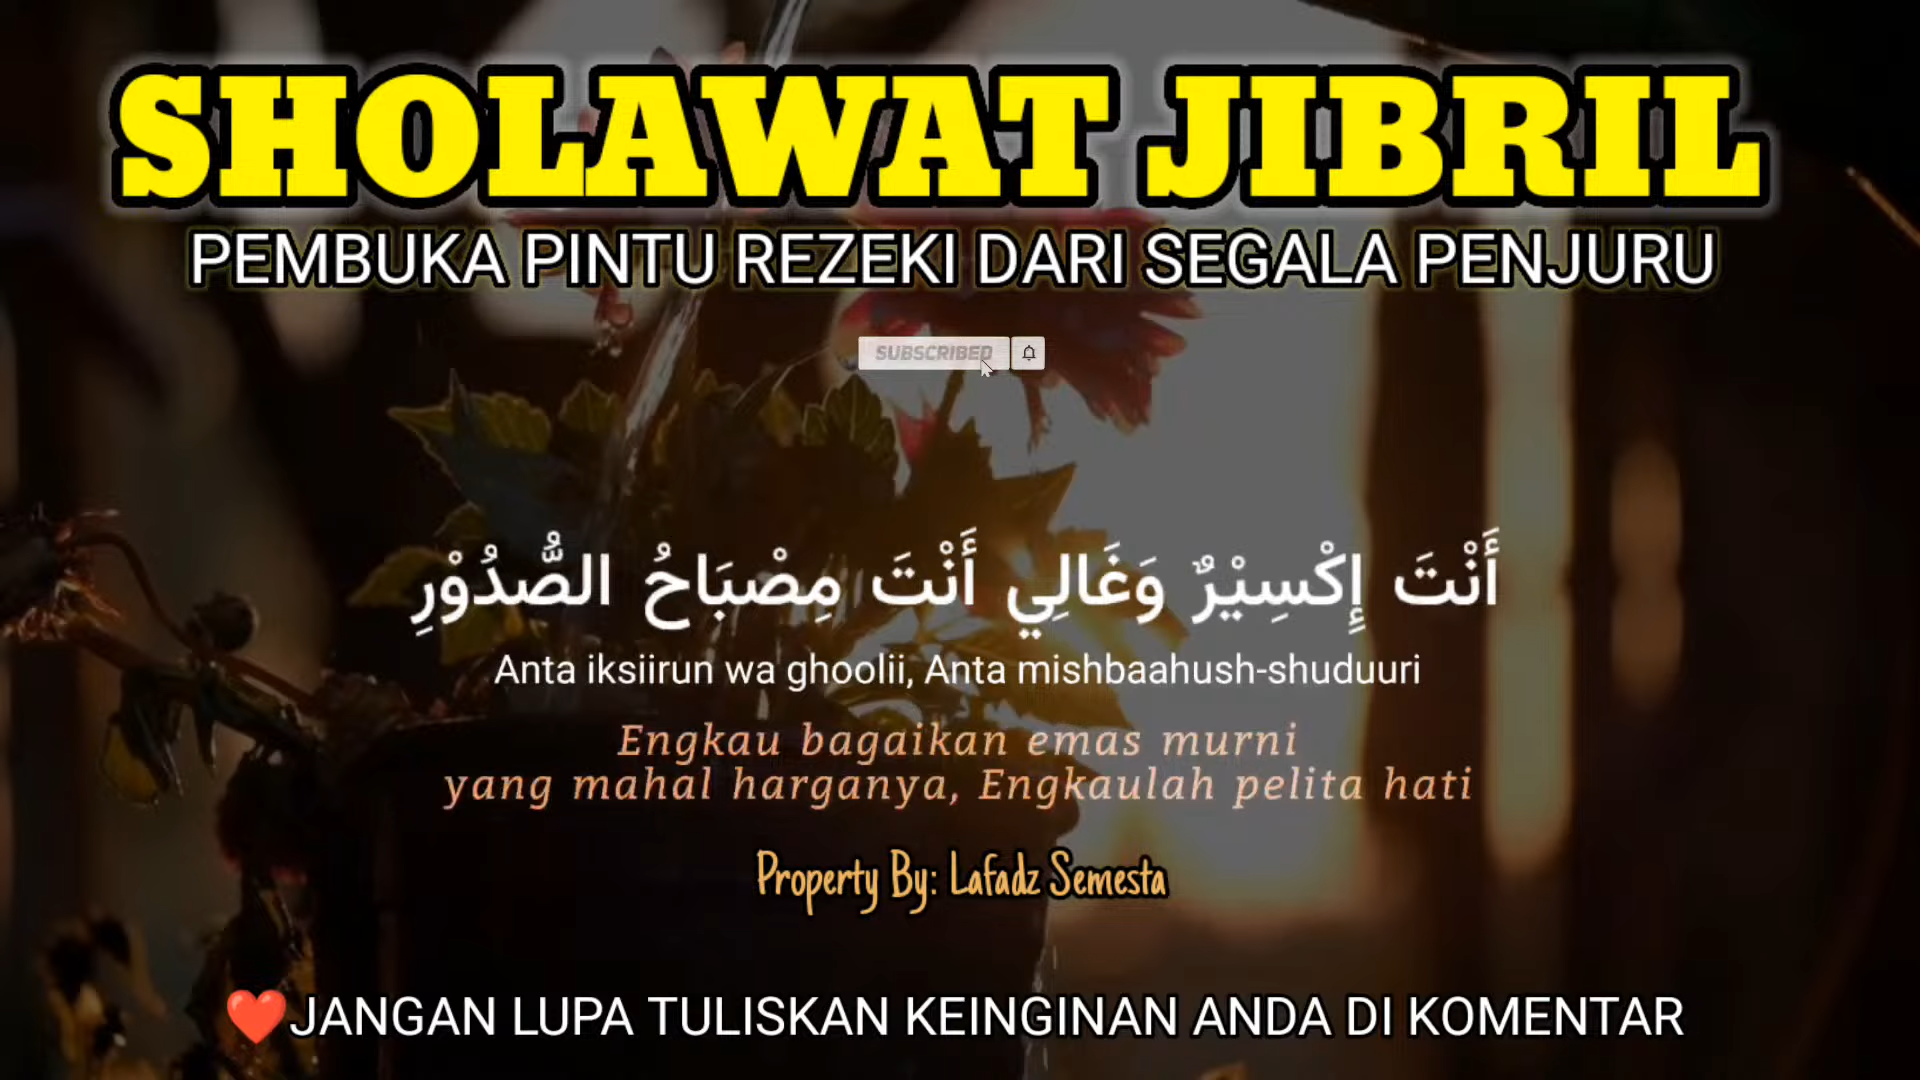 SHOLAWAT JIBRIL
PEMBUKA PINTU REZEKI DARI SEGALA PENJURU
SUBSCRIBED
أَنْتَ إِكْسِيْرٌ وَغَالِي أَنْتَ مِصْبَاحُ الصُّدُوْرِ
Anta iksiirun wa ghoolii, Anta mishbaahush-shuduuri
Engkau bagaikan emas murni
yang mahal harganya, Engkaulah pelita hati
Property By: Lafadz Semesta
❤️JANGAN LUPA TULISKAN KEINGINAN ANDA DI KOMENTAR